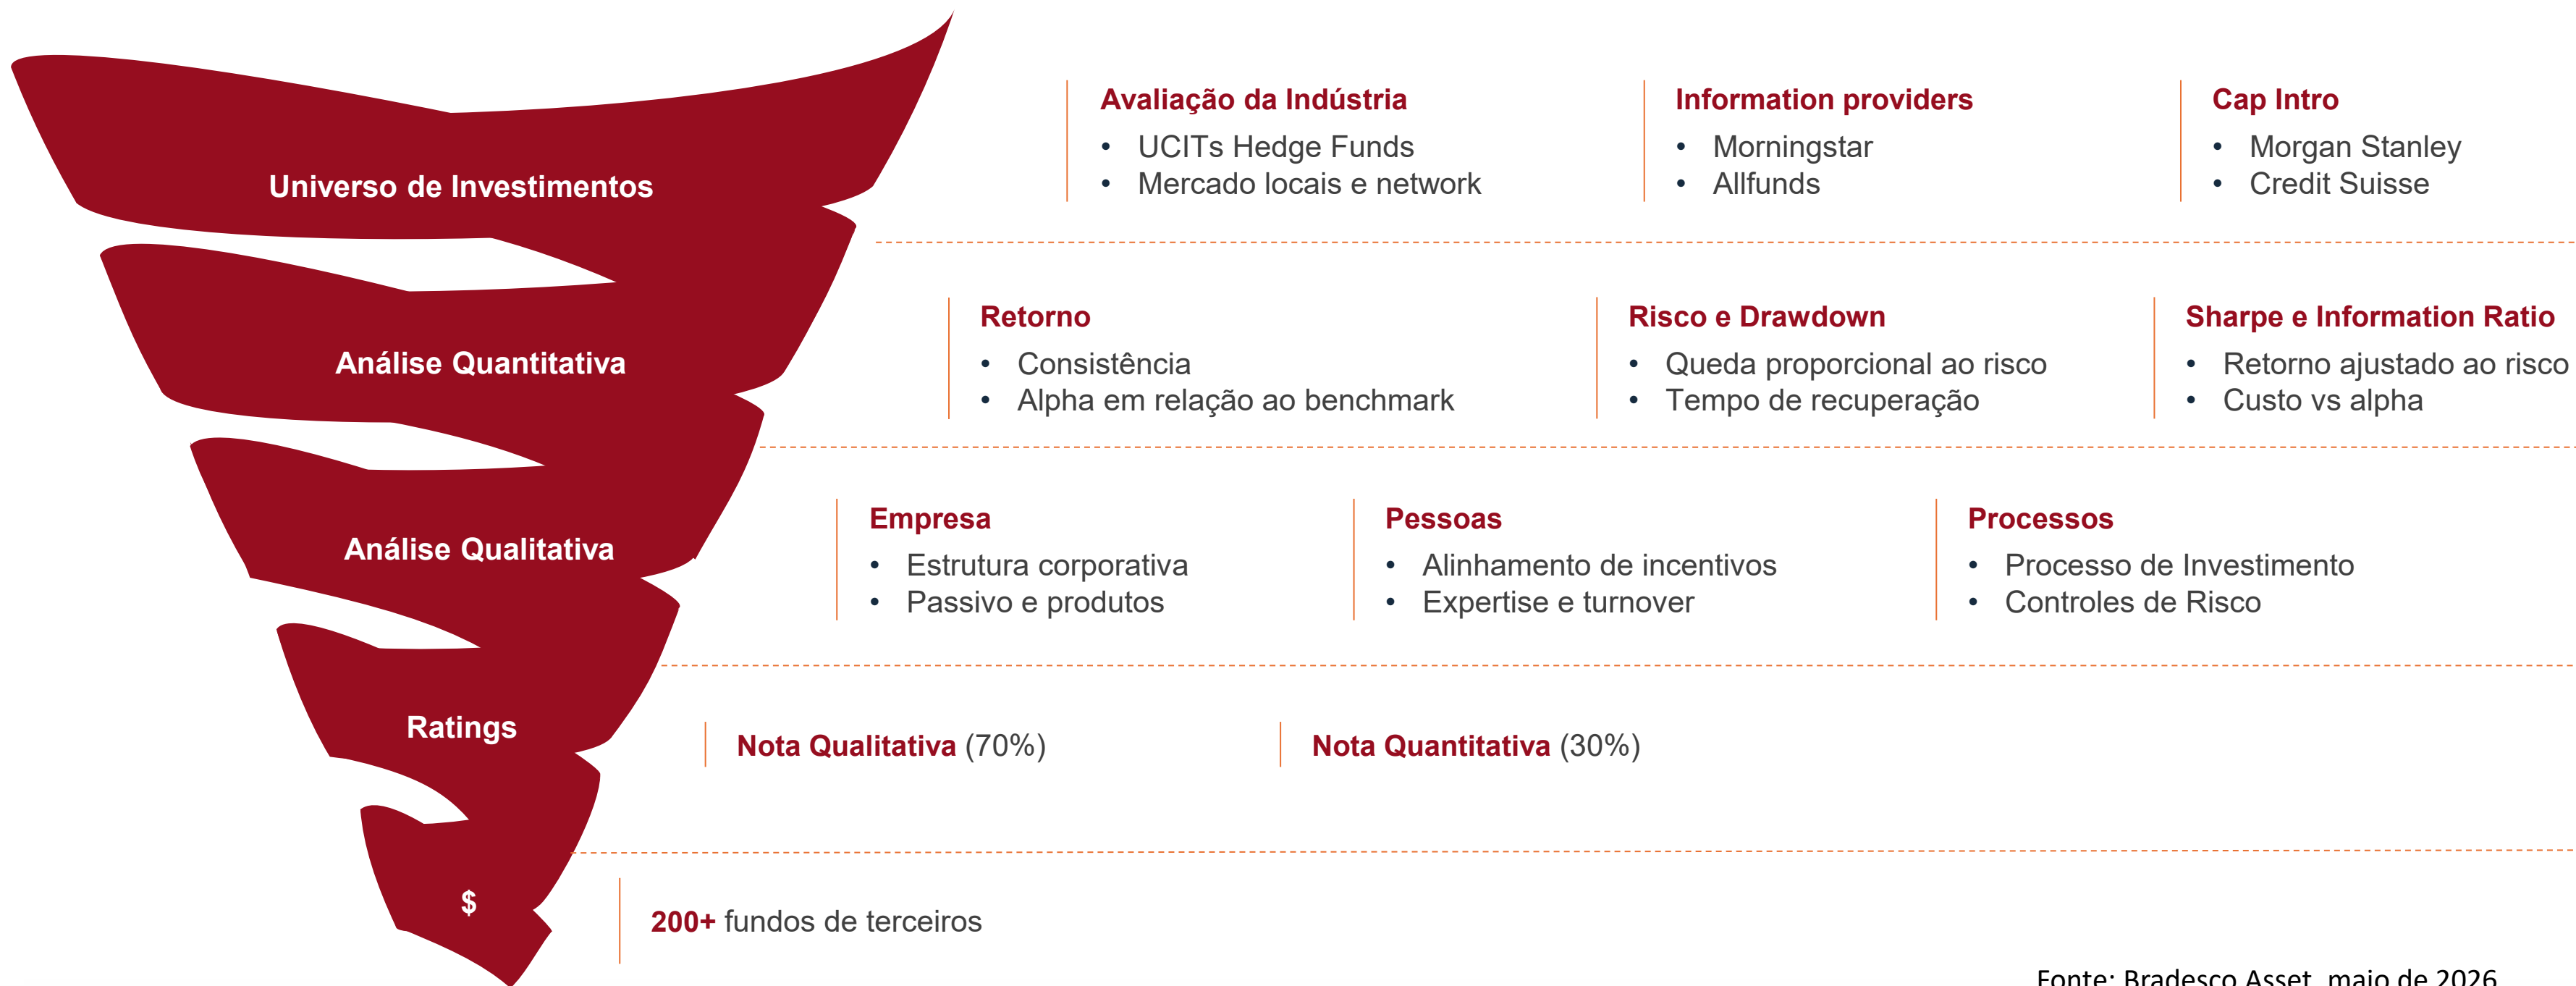 Universo de Investimentos
Avaliação da Indústria
• UCITs Hedge Funds
• Mercado locais e network
Information providers
• Morningstar
• Allfunds
Cap Intro
• Morgan Stanley
• Credit Suisse
Análise Quantitativa
Retorno
• Consistência
• Alpha em relação ao benchmark
Risco e Drawdown
• Queda proporcional ao risco
• Tempo de recuperação
Sharpe e Information Ratio
• Retorno ajustado ao risco
• Custo vs alpha
Análise Qualitativa
Empresa
• Estrutura corporativa
• Passivo e produtos
Pessoas
• Alinhamento de incentivos
• Expertise e turnover
Processos
• Processo de Investimento
• Controles de Risco
Ratings
Nota Qualitativa (70%)
Nota Quantitativa (30%)
$
200+ fundos de terceiros
Fonte: Bradesco Asset, maio de 2026